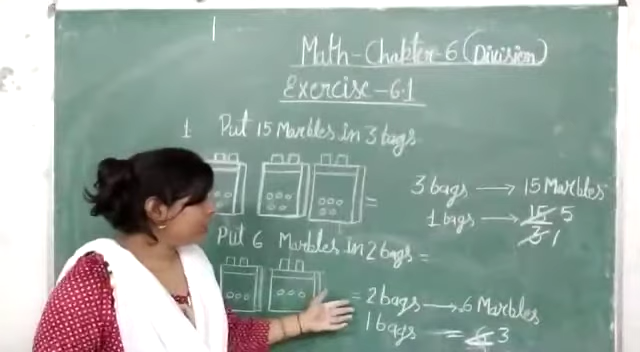 Math-Chapter-6 (Division)
Exercise-6.1
1 Put 15 Marbles in 3 bags
=
3 bags → 15 Marbles
1 bags → 15 5
3 1
Put 6 Marbles in 2 bags =
= 2 bags → 6 Marbles
1 bags = 6 3